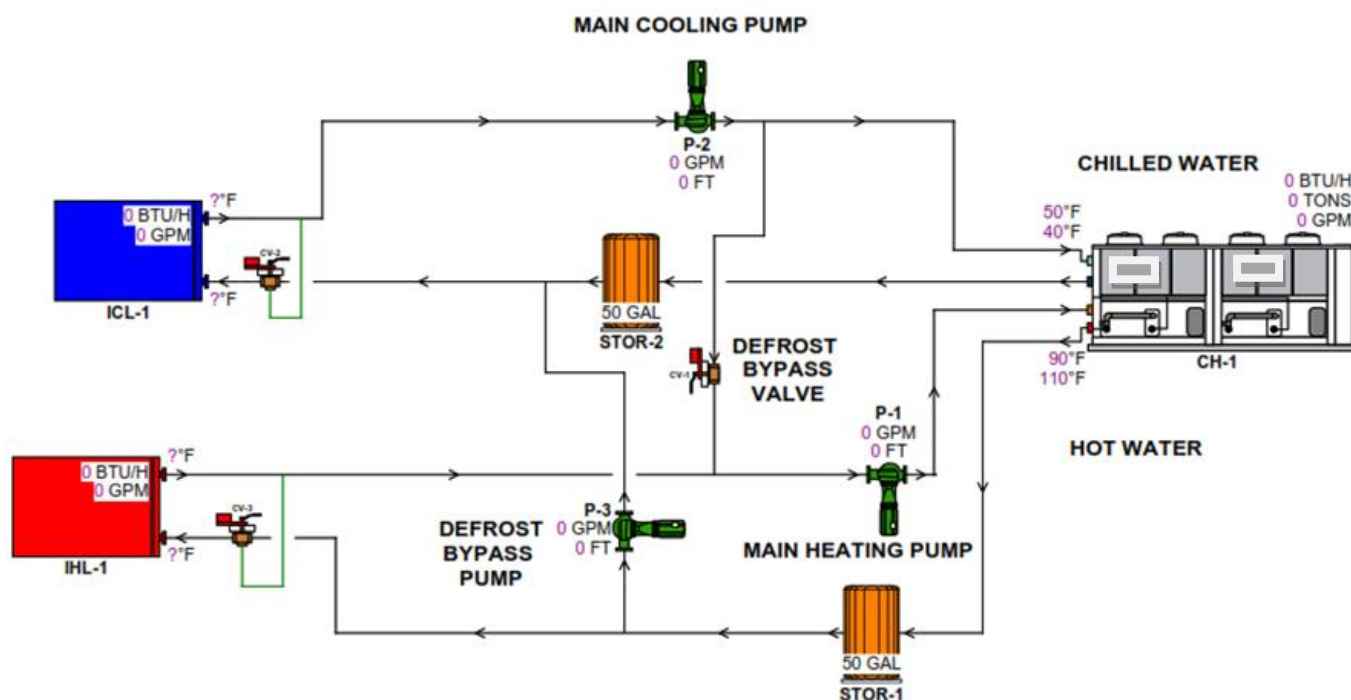 MAIN COOLING PUMP
P-2
0 GPM
0 FT
CHILLED WATER
0 BTU/H
0 TONS
0 GPM
50°F
40°F
?°F
0 BTU/H
0 GPM
CV-2
?°F
ICL-1
50 GAL
STOR-2
DEFROST
BYPASS
VALVE
CV-1
90°F
110°F
CH-1
P-1
0 GPM
0 FT
HOT WATER
?°F
0 BTU/H
0 GPM
CV-3
?°F
IHL-1
DEFROST
BYPASS
PUMP
P-3
0 GPM
0 FT
MAIN HEATING PUMP
50 GAL
STOR-1